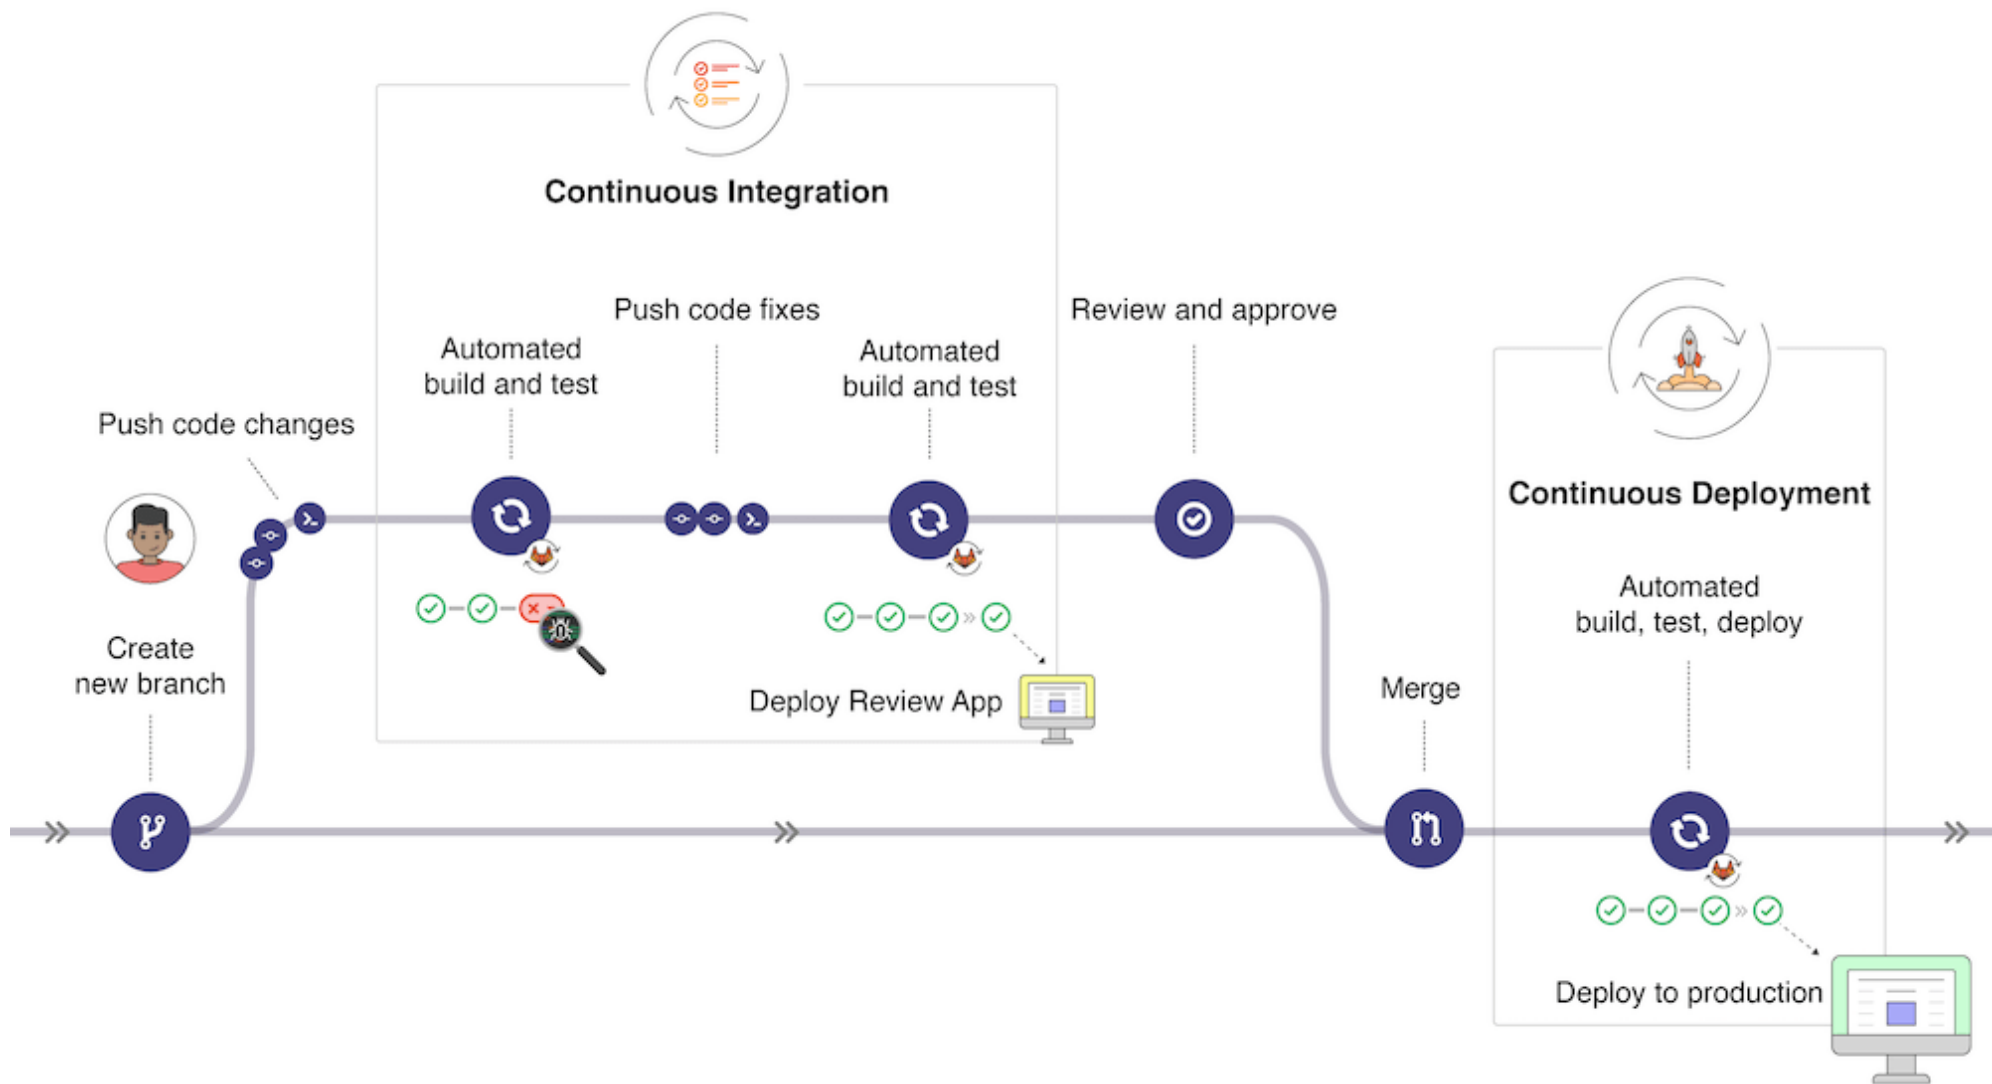 Continuous Integration
Push code fixes
Review and approve
Automated
build and test
Automated
build and test
Push code changes
Continuous Deployment
Automated
build, test, deploy
Create
new branch
Merge
Deploy Review App
Deploy to production